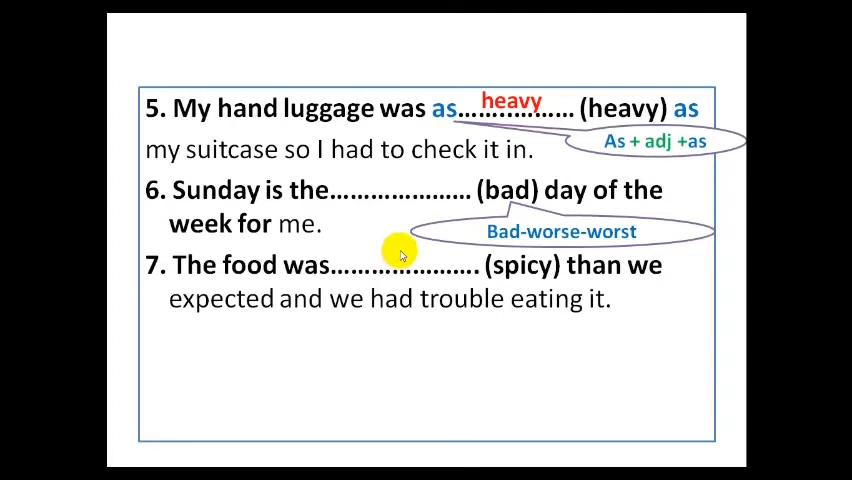 5. My hand luggage was as……heavy……… (heavy) as
As + adj +as
my suitcase so I had to check it in.
6. Sunday is the………………… (bad) day of the
week for me.
Bad-worse-worst
7. The food was…………………. (spicy) than we
expected and we had trouble eating it.